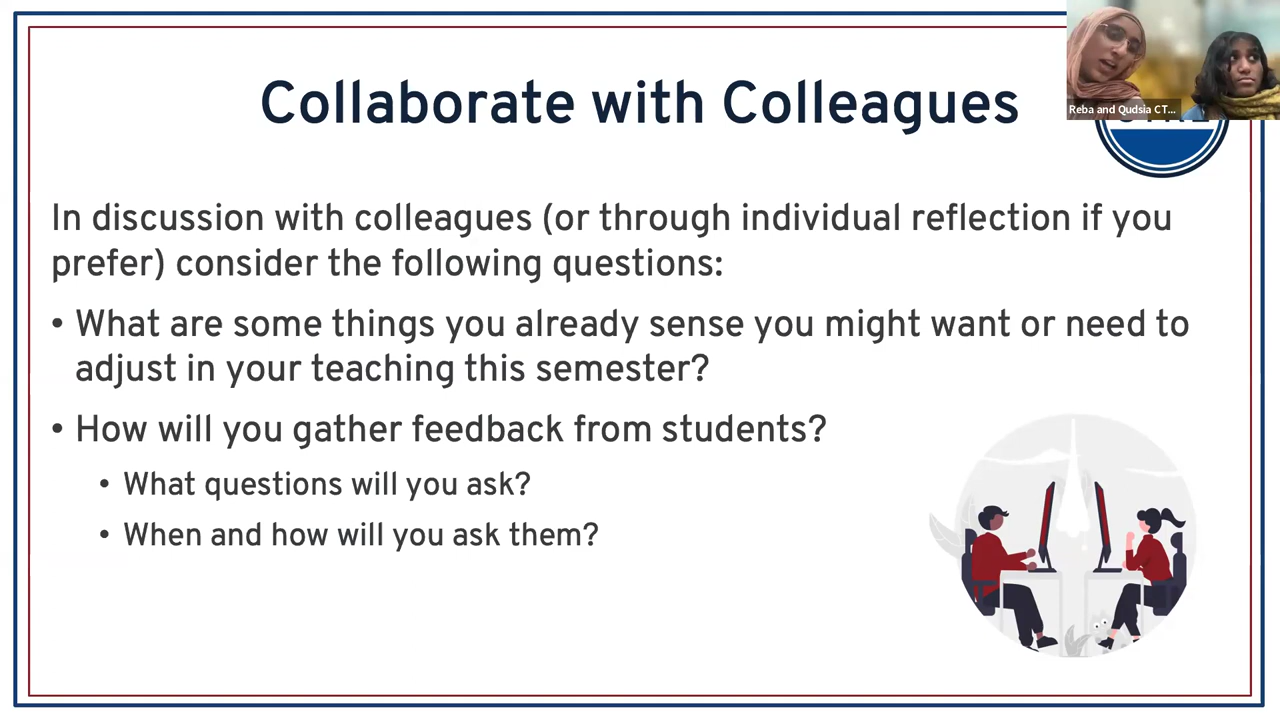 Collaborate with Colleagues
Reba and Qudsia CT...
In discussion with colleagues (or through individual reflection if you
prefer) consider the following questions:
• What are some things you already sense you might want or need to
adjust in your teaching this semester?
• How will you gather feedback from students?
• What questions will you ask?
• When and how will you ask them?